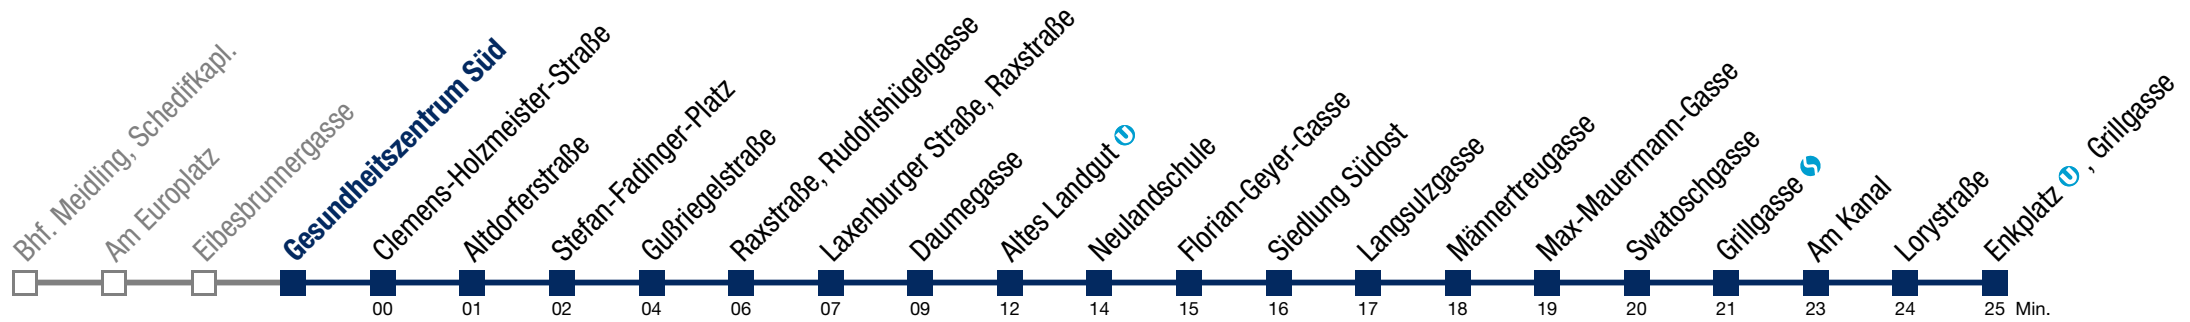 Bhf. Meidling, Schedifkapl.
Am Europlatz
Eibesbrunnergasse
Gesundheitszentrum Süd
Clemens-Holzmeister-Straße
Altdorferstraße
Stefan-Fadinger-Platz
Gußriegelstraße
Raxstraße, Rudolfshügelgasse
Laxenburger Straße, Raxstraße
Daumegasse
Altes Landgut U
Neulandschule
Florian-Geyer-Gasse
Siedlung Südost
Langsulzgasse
Männertreugasse
Max-Mauermann-Gasse
Swatoschgasse
Grillgasse S
Am Kanal
Lorystraße
Enkplatz U , Grillgasse
00 01 02 04 06 07 09 12 14 15 16 17 18 19 20 21 23 24 25 Min.